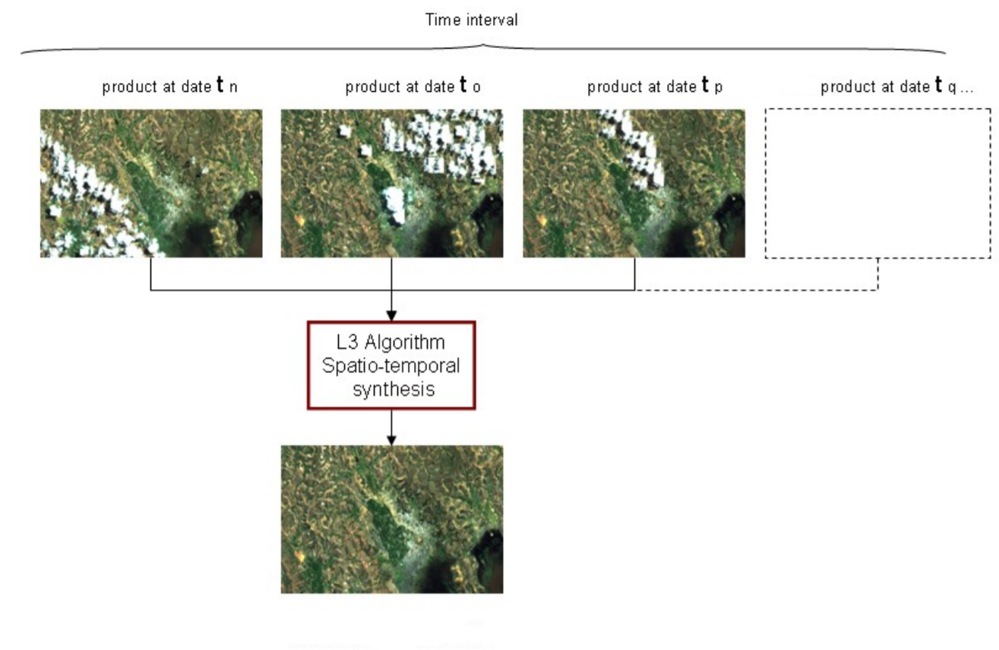 Time interval
product at date t n
product at date t o
product at date t p
product at date t q ...
L3 Algorithm
Spatio-temporal
synthesis